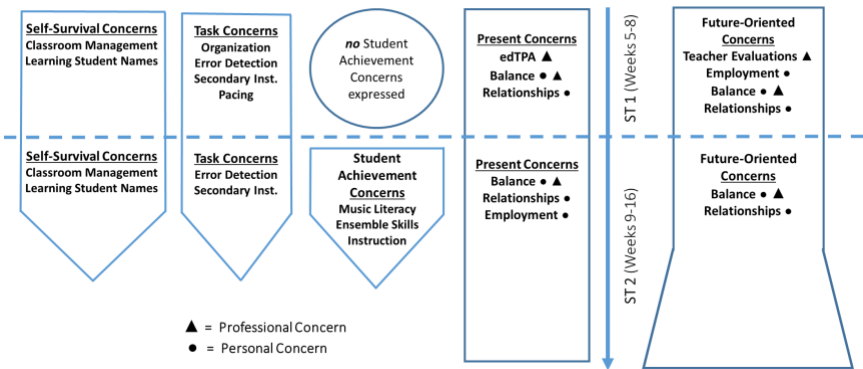 Self-Survival Concerns
Classroom Management
Learning Student Names
Task Concerns
Organization
Error Detection
Secondary Inst.
Pacing
no Student
Achievement
Concerns
expressed
Present Concerns
edTPA ▲
Balance ● ▲
Relationships ●
ST 1 (Weeks 5-8)
Future-Oriented
Concerns
Teacher Evaluations ▲
Employment ●
Balance ● ▲
Relationships ●
Self-Survival Concerns
Classroom Management
Learning Student Names
Task Concerns
Error Detection
Secondary Inst.
Student
Achievement
Concerns
Music Literacy
Ensemble Skills
Instruction
Present Concerns
Balance ● ▲
Relationships ●
Employment ●
ST 2 (Weeks 9-16)
Future-Oriented
Concerns
Balance ● ▲
Relationships ●
▲ = Professional Concern
● = Personal Concern